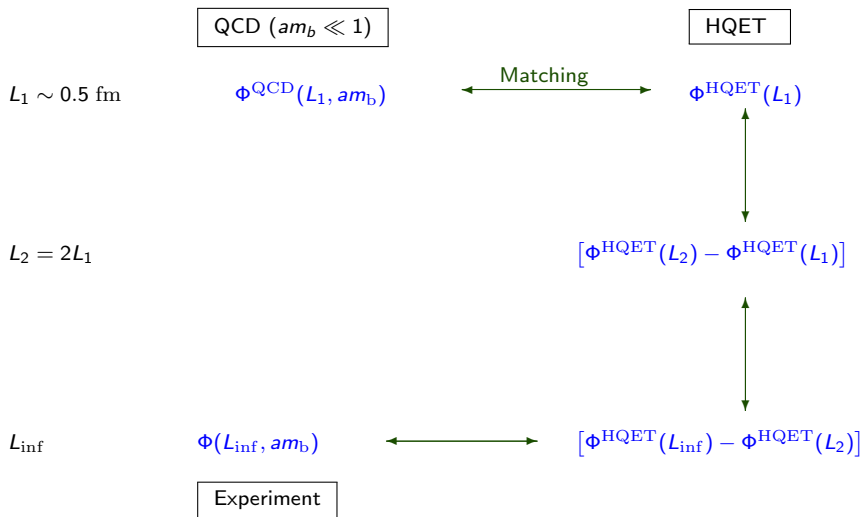 QCD (am_b ≪ 1) HQET
L_1 ∼ 0.5 fm Φ^QCD(L_1, am_b) Matching Φ^HQET(L_1)
L_2 = 2L_1 [Φ^HQET(L_2) − Φ^HQET(L_1)]
L_inf Φ(L_inf, am_b) [Φ^HQET(L_inf) − Φ^HQET(L_2)]
Experiment